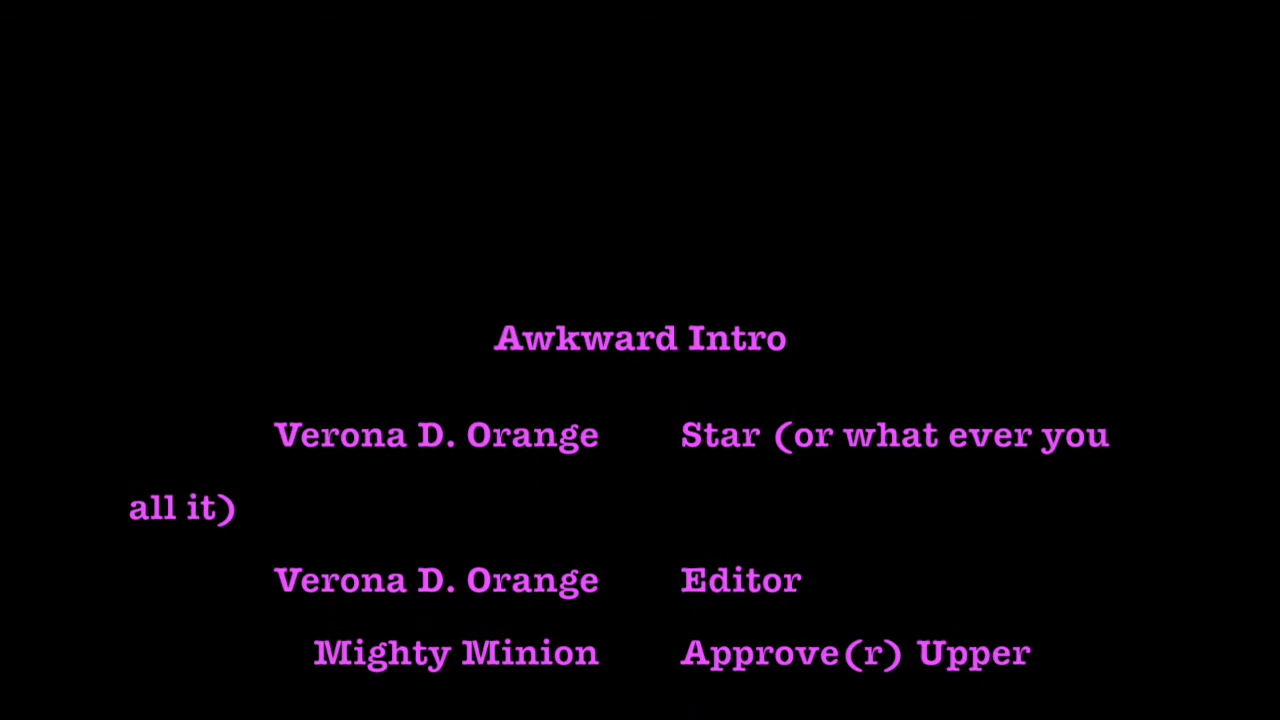 Awkward Intro
Verona D. Orange Star (or what ever you
all it)
Verona D. Orange Editor
Mighty Minion Approve(r) Upper